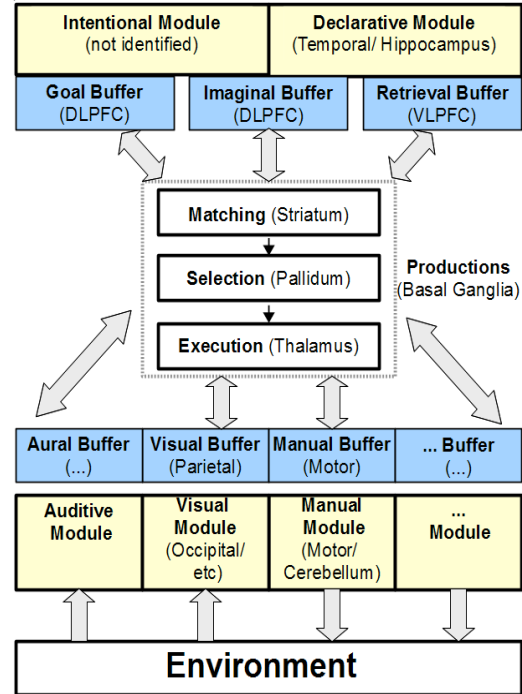 Intentional Module
(not identified)
Declarative Module
(Temporal/ Hippocampus)
Goal Buffer
(DLPFC)
Imaginal Buffer
(DLPFC)
Retrieval Buffer
(VLPFC)
Matching (Striatum)
Selection (Pallidum)
Execution (Thalamus)
Productions
(Basal Ganglia)
Aural Buffer
(...)
Visual Buffer
(Parietal)
Manual Buffer
(Motor)
... Buffer
(...)
Auditive
Module
Visual
Module
(Occipital/
etc)
Manual
Module
(Motor/
Cerebellum)
...
Module
Environment